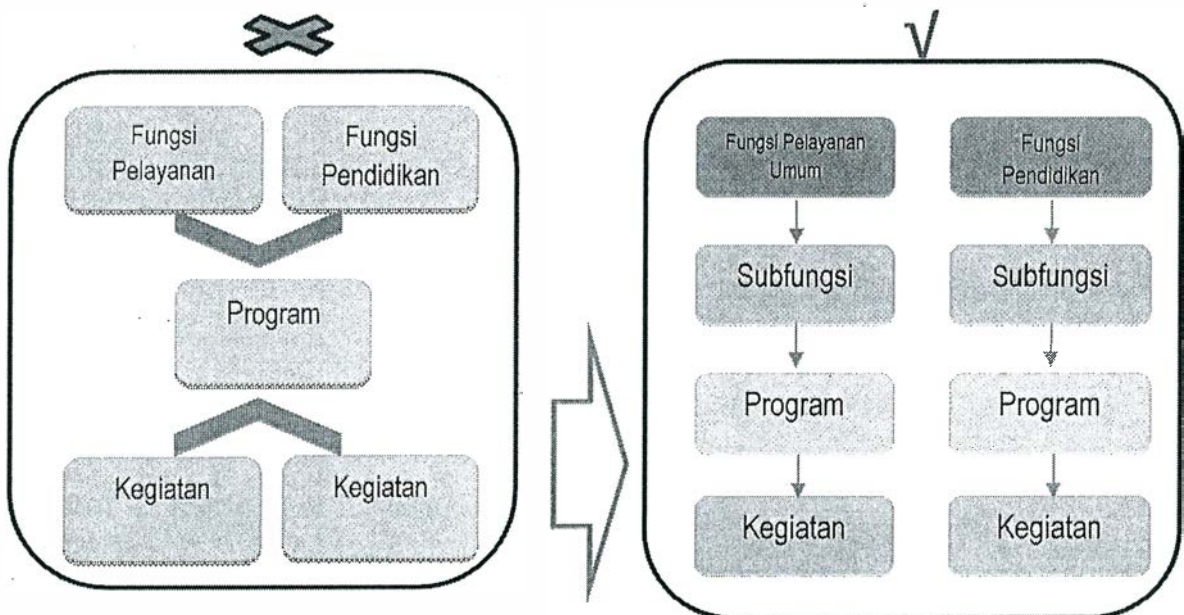 Fungsi
Pelayanan
Fungsi
Pendidikan
Program
Kegiatan
Kegiatan
√
Fungsi Pelayanan
Umum
Fungsi
Pendidikan
Subfungsi
Subfungsi
Program
Program
Kegiatan
Kegiatan